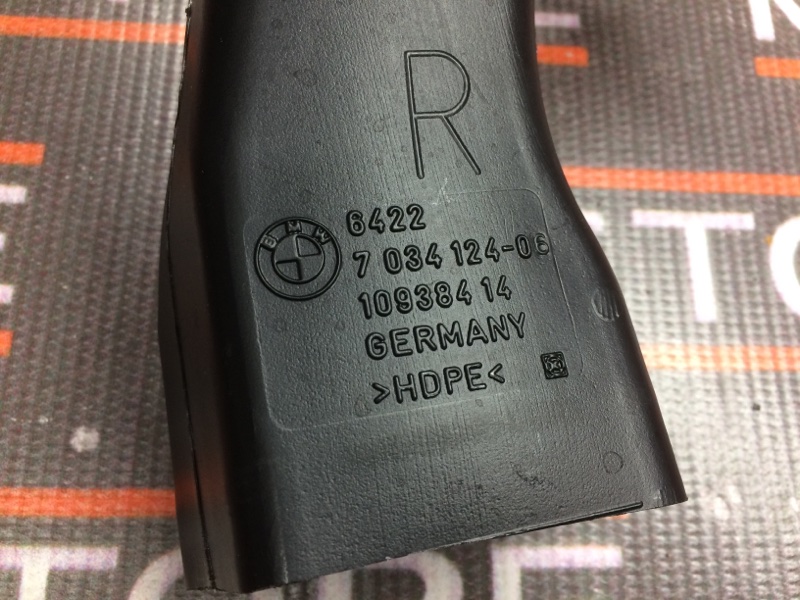 R
BMW
6422
7 034 124-06
10938414
GERMANY
>HDPE<